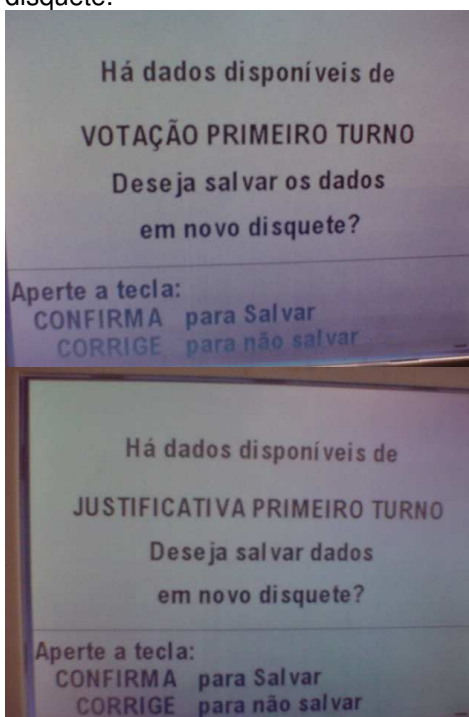 disquete.
Há dados disponíveis de
VOTAÇÃO PRIMEIRO TURNO
Deseja salvar os dados
em novo disquete?
Aperte a tecla:
CONFIRMA para Salvar
CORRIGE para não salvar
Há dados disponíveis de
JUSTIFICATIVA PRIMEIRO TURNO
Deseja salvar dados
em novo disquete?
Aperte a tecla:
CONFIRMA para Salvar
CORRIGE para não salvar